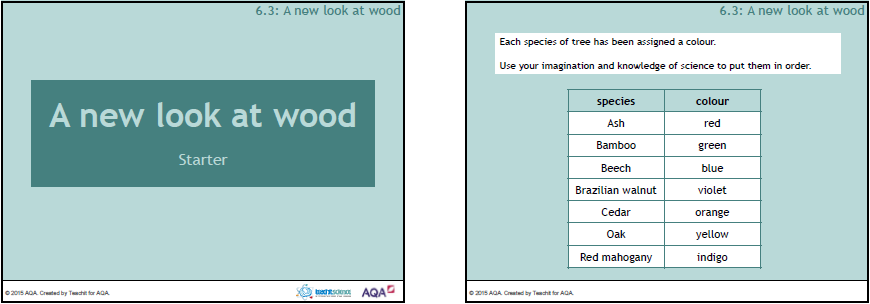 6.3: A new look at wood
A new look at wood
Starter
© 2015 AQA. Created by Teachit for AQA.
teachit science
AQA
6.3: A new look at wood
Each species of tree has been assigned a colour.
Use your imagination and knowledge of science to put them in order.
species colour
Ash red
Bamboo green
Beech blue
Brazilian walnut violet
Cedar orange
Oak yellow
Red mahogany indigo
© 2015 AQA. Created by Teachit for AQA.